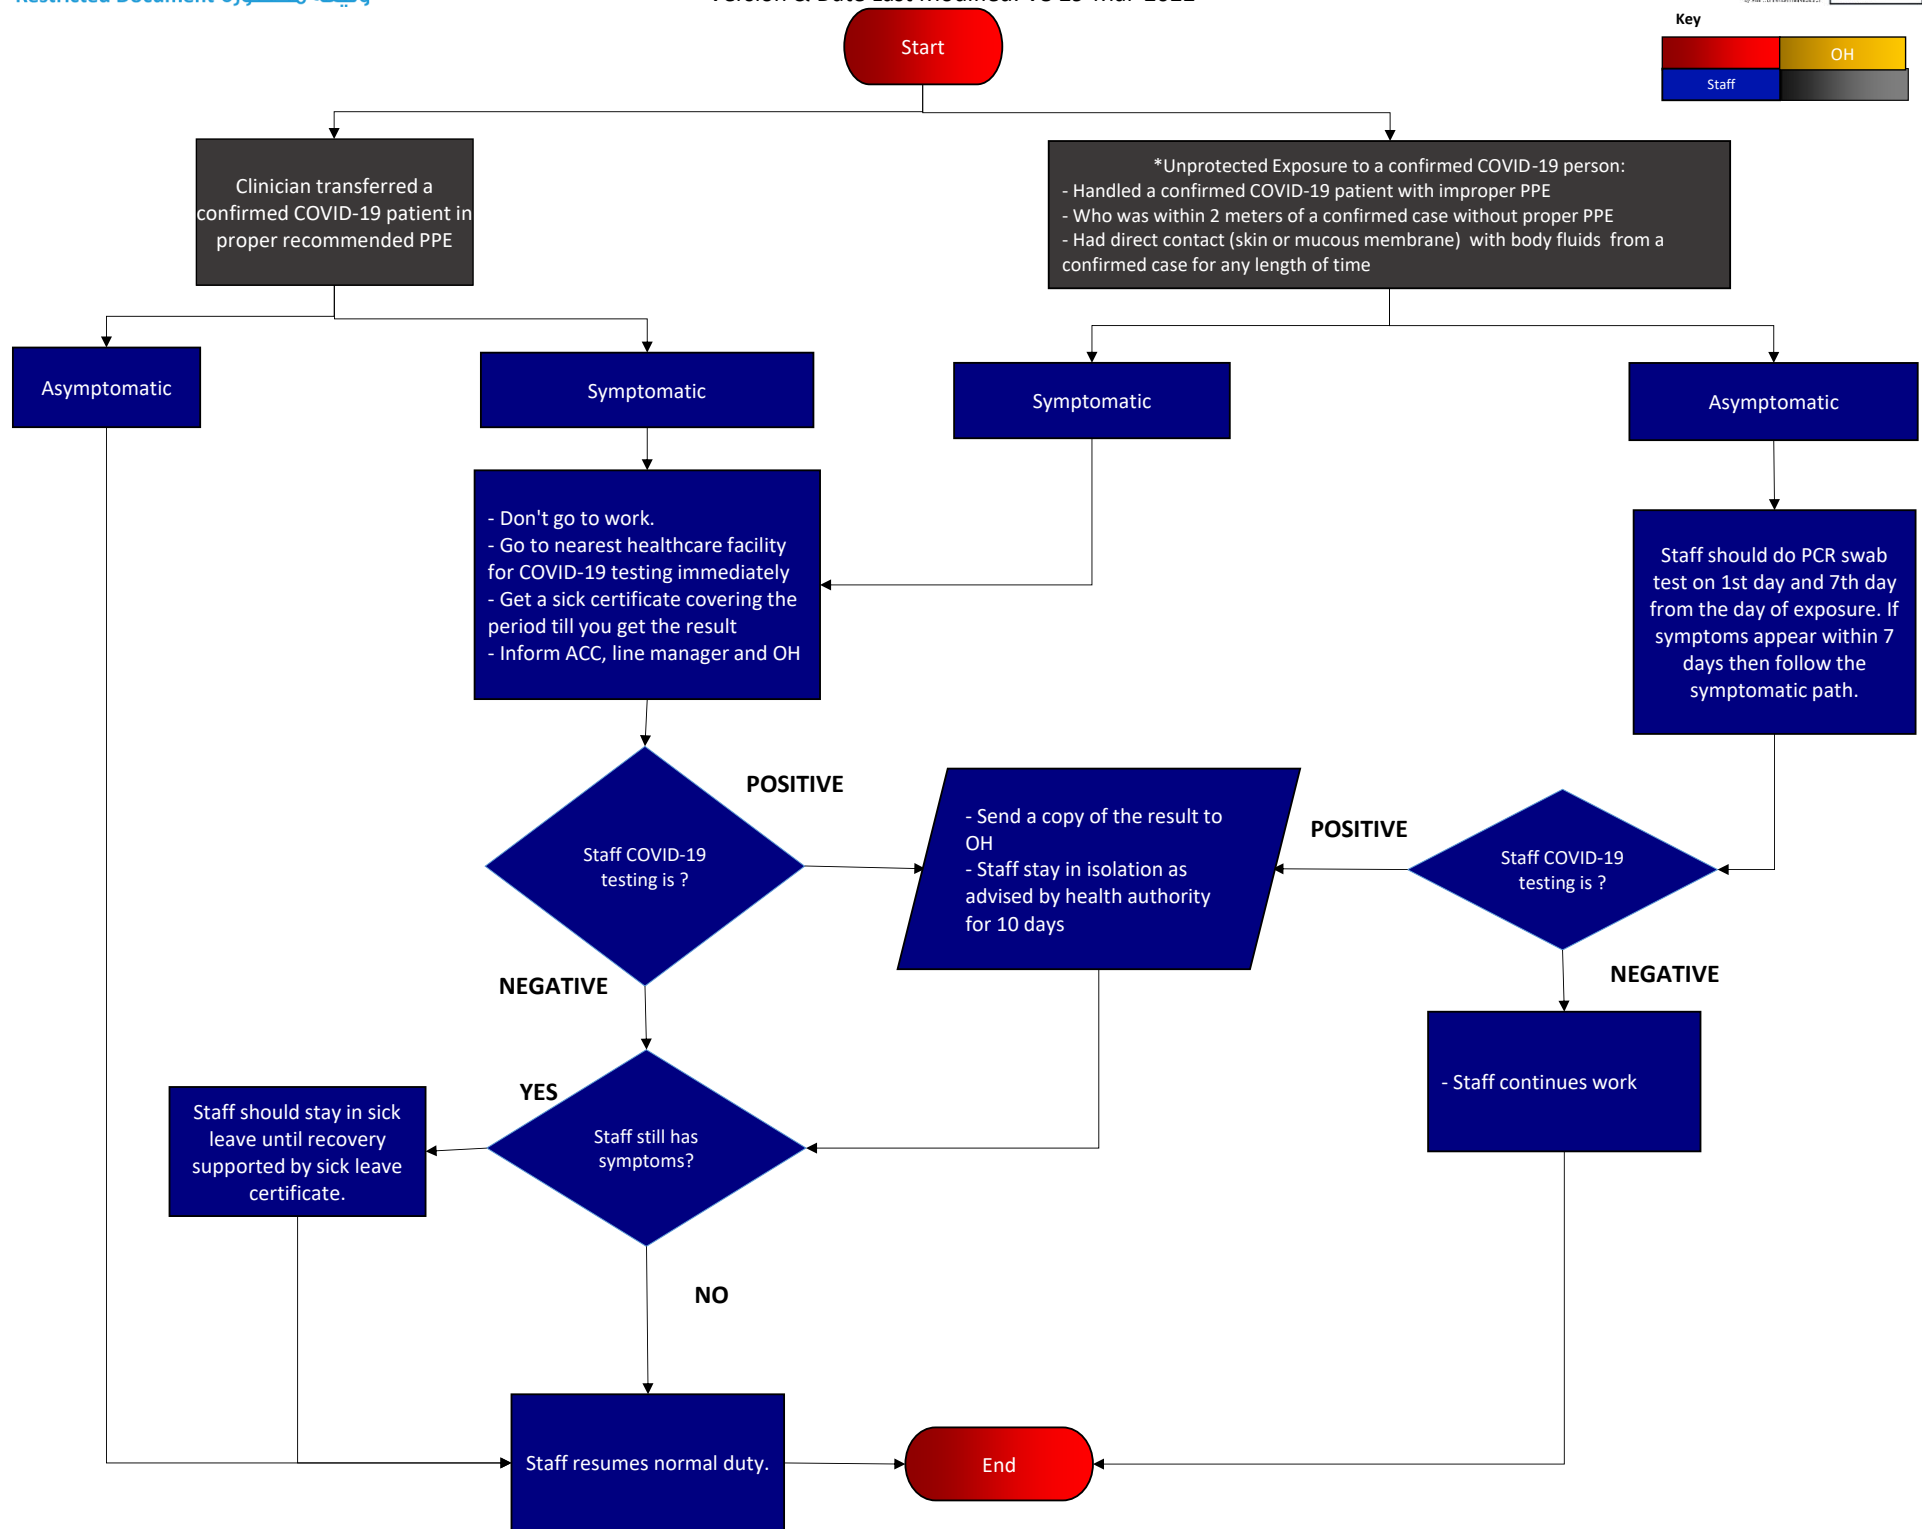 Restricted Document
Start
Key
OH
Staff
Clinician transferred a
confirmed COVID-19 patient in
proper recommended PPE
*Unprotected Exposure to a confirmed COVID-19 person:
- Handled a confirmed COVID-19 patient with improper PPE
- Who was within 2 meters of a confirmed case without proper PPE
- Had direct contact (skin or mucous membrane) with body fluids from a
confirmed case for any length of time
Asymptomatic
Symptomatic
Symptomatic
Asymptomatic
- Don't go to work.
- Go to nearest healthcare facility
for COVID-19 testing immediately
- Get a sick certificate covering the
period till you get the result
- Inform ACC, line manager and OH
Staff should do PCR swab
test on 1st day and 7th day
from the day of exposure. If
symptoms appear within 7
days then follow the
symptomatic path.
POSITIVE
Staff COVID-19
testing is ?
- Send a copy of the result to
OH
- Staff stay in isolation as
advised by health authority
for 10 days
POSITIVE
Staff COVID-19
testing is ?
NEGATIVE
NEGATIVE
YES
Staff should stay in sick
leave until recovery
supported by sick leave
certificate.
Staff still has
symptoms?
- Staff continues work
NO
Staff resumes normal duty.
End